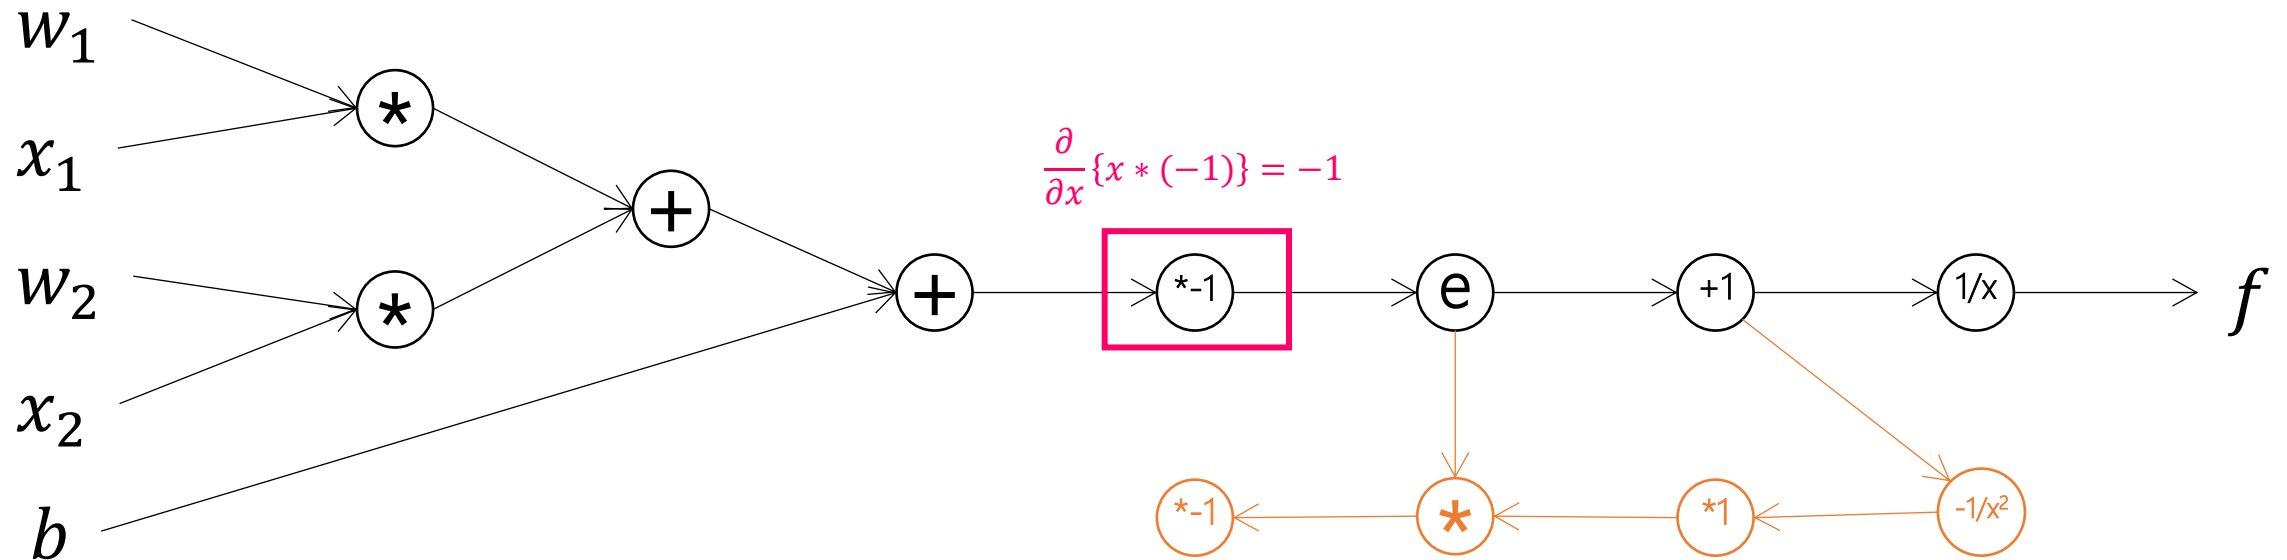 w₁
*
x₁
∂/∂x {x ∗ (−1)} = −1
+
w₂
*
+
*-1
e
+1
1/x
f
x₂
b
*-1
*
*1
-1/x²